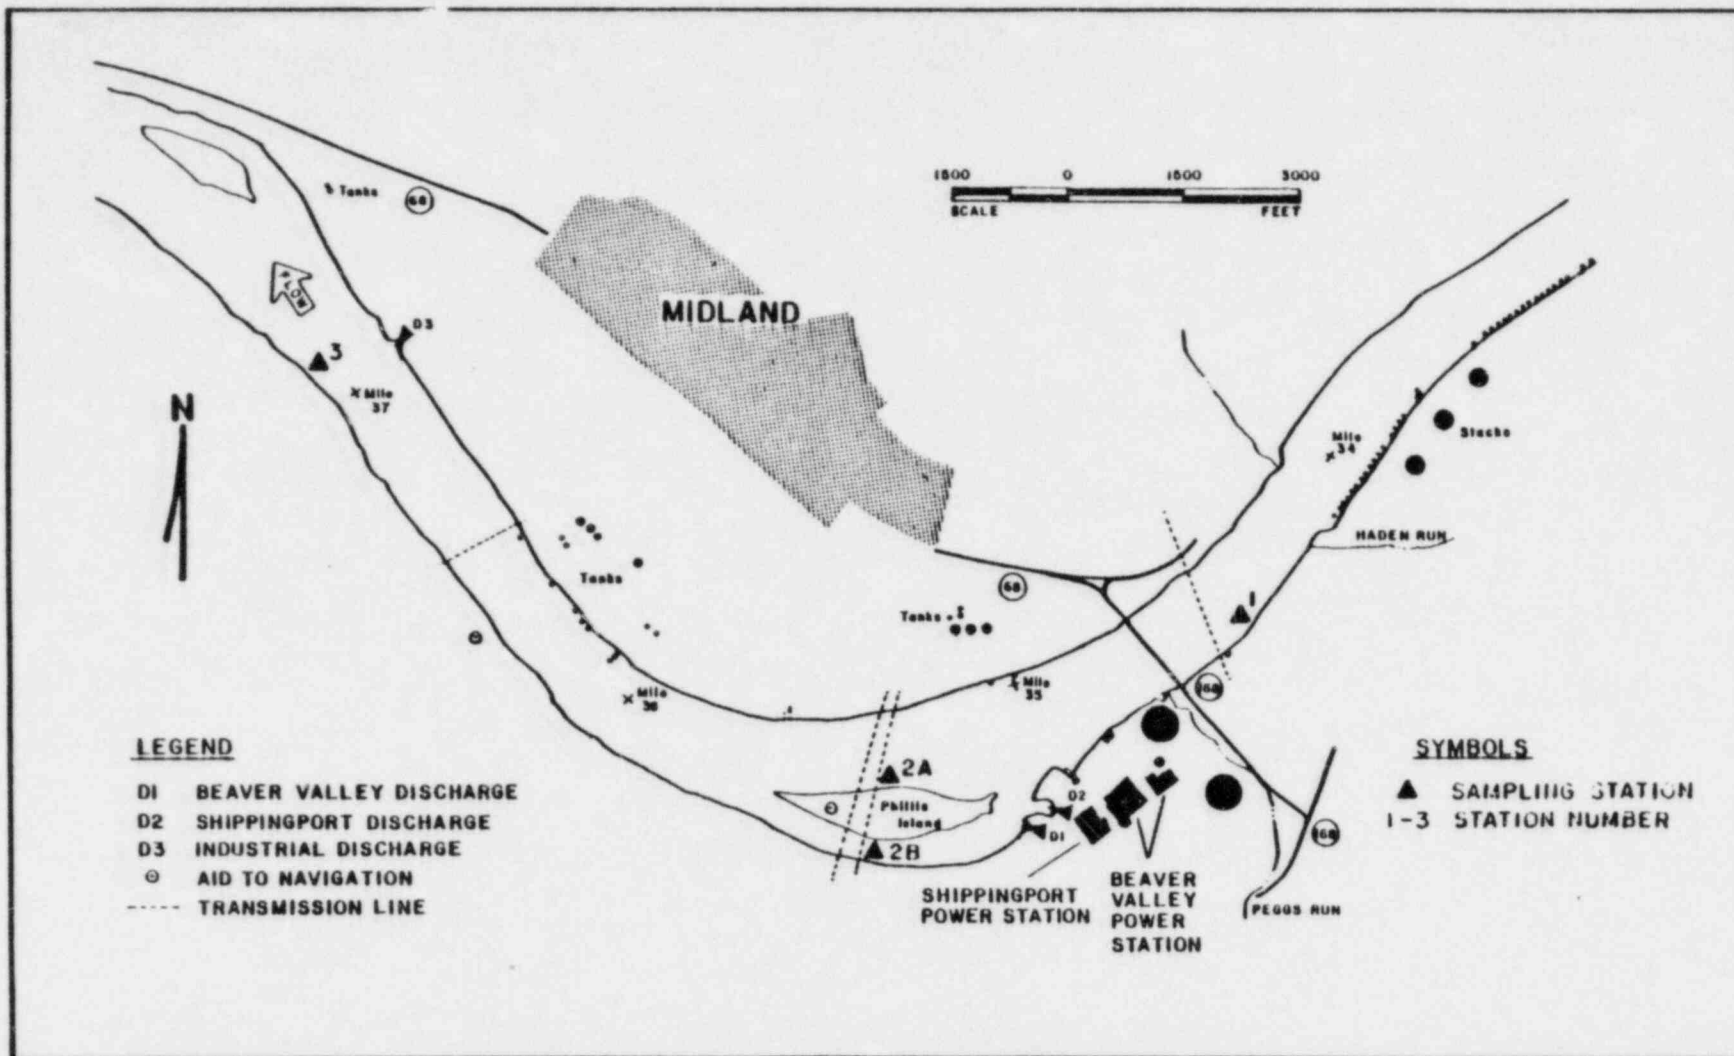 1500 0 1500 3000
SCALE FEET
Tanks
68
MIDLAND
FLOW
D3
3
Mile
37
N
Mile
34
Stacks
HADEN RUN
Tanks
68
1
Tanks
Mile
36
Mile
35
168
2A
Phillis
Island
2B
D2
D1
SHIPPINGPORT
POWER STATION
BEAVER
VALLEY
POWER
STATION
PEGGS RUN
168
LEGEND
D1 BEAVER VALLEY DISCHARGE
D2 SHIPPINGPORT DISCHARGE
D3 INDUSTRIAL DISCHARGE
AID TO NAVIGATION
TRANSMISSION LINE
SYMBOLS
SAMPLING STATION
1-3 STATION NUMBER